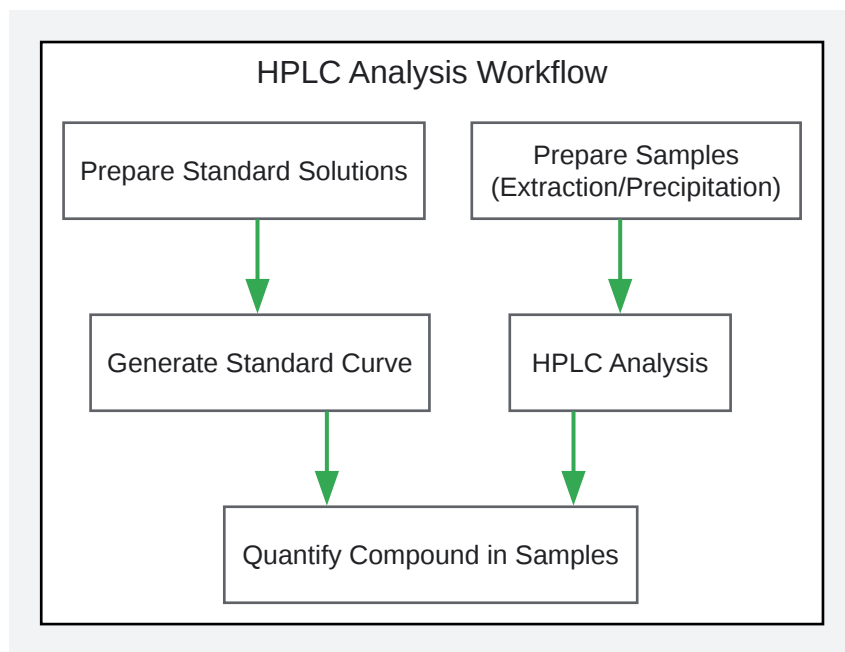 HPLC Analysis Workflow
Prepare Standard Solutions
Prepare Samples
(Extraction/Precipitation)
Generate Standard Curve
HPLC Analysis
Quantify Compound in Samples